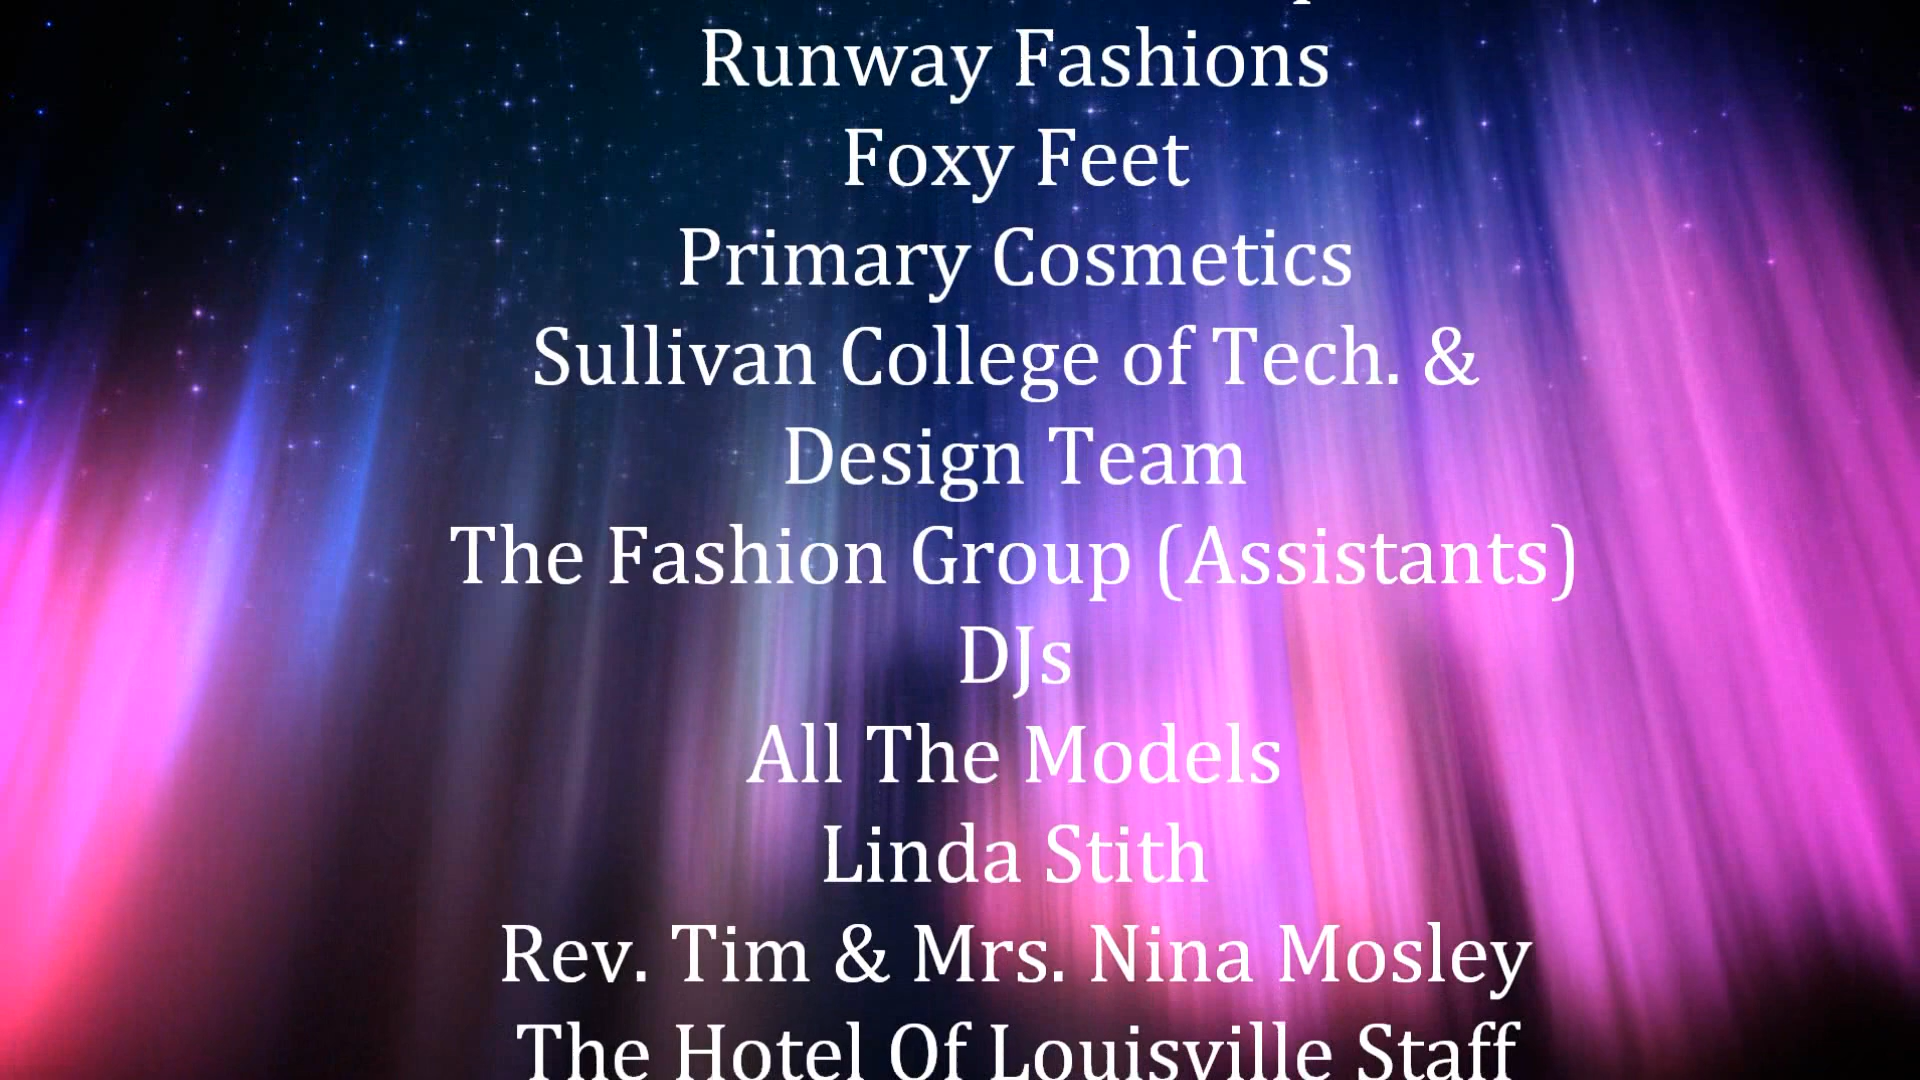 Runway Fashions
Foxy Feet
Primary Cosmetics
Sullivan College of Tech. &
Design Team
The Fashion Group (Assistants)
DJs
All The Models
Linda Stith
Rev. Tim & Mrs. Nina Mosley
The Hotel Of Louisville Staff